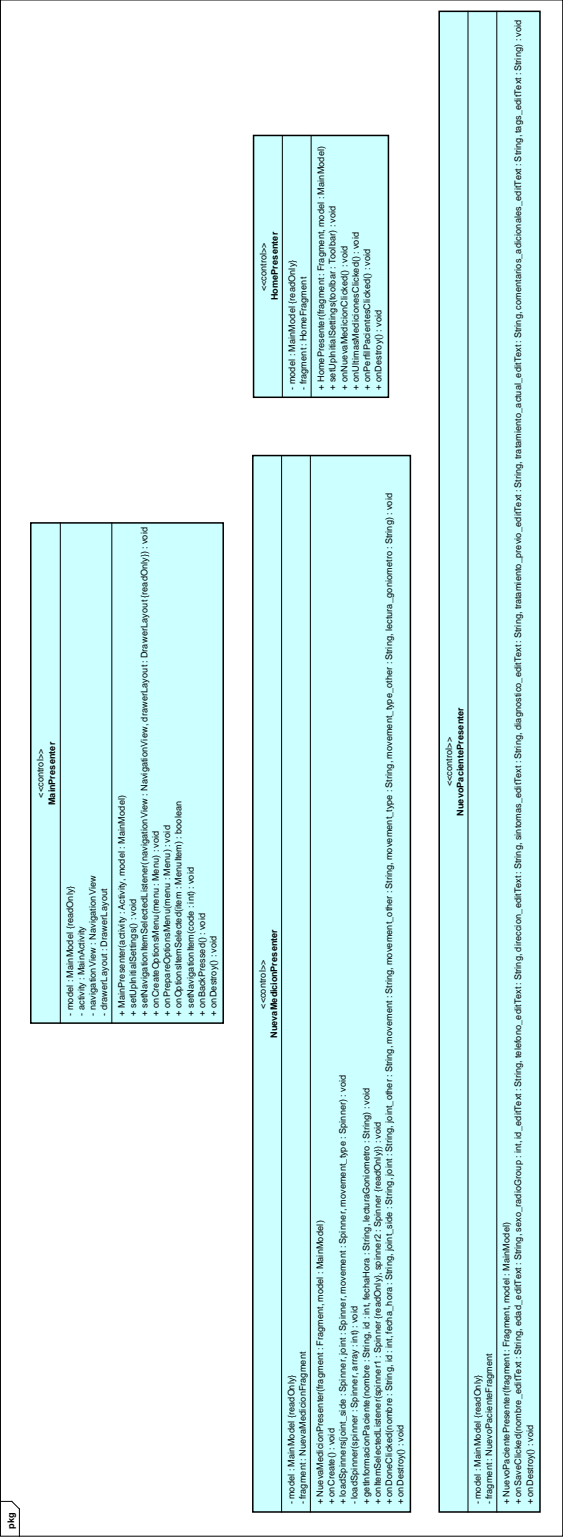 pkg
<<control>>
MainPresenter
- model : MainModel {readOnly}
- activity : MainActivity
- navigationView : NavigationView
- drawerLayout : DrawerLayout
+ MainPresenter(activity : Activity, model : MainModel)
+ setUpInitialSettings() : void
+ setNavigationItemSelectedListener(navigationView : NavigationView, drawerLayout : DrawerLayout {readOnly}) : void
+ onCreateOptionsMenu(menu : Menu) : void
+ onPrepareOptionsMenu(menu : Menu) : void
+ onOptionsItemSelected(item : MenuItem) : boolean
+ setNavigationItem(code : int) : void
+ onBackPressed() : void
+ onDestroy() : void
<<control>>
NuevaMedicionPresenter
- model : MainModel {readOnly}
- fragment : NuevaMedicionFragment
+ NuevaMedicionPresenter(fragment : Fragment, model : MainModel)
+ onCreate() : void
+ loadSpinners(joint_side : Spinner, joint : Spinner, movement : Spinner, movement_type : Spinner) : void
- loadSpinner(spinner : Spinner, array : int) : void
+ getInformacionPaciente(nombre : String, id : int, fechaHora : String, lecturaGoniometro : String) : void
+ onItemSelectedListener(spinner1 : Spinner {readOnly}, spinner2 : Spinner {readOnly}) : void
+ onDoneClicked(nombre : String, id : int, fecha_hora : String, joint_side : String, joint : String, joint_other : String, movement : String, movement_other : String, movement_type : String, movement_type_other : String, lectura_goniometro : String) : void
+ onDestroy() : void
<<control>>
HomePresenter
- model : MainModel {readOnly}
- fragment : HomeFragment
+ HomePresenter(fragment : Fragment, model : MainModel)
+ setUpInitialSettings(toolbar : Toolbar) : void
+ onNuevaMedicionClicked() : void
+ onUltimasMedicionesClicked() : void
+ onPerfilPacientesClicked() : void
+ onDestroy() : void
<<control>>
NuevoPacientePresenter
- model : MainModel {readOnly}
- fragment : NuevoPacienteFragment
+ NuevoPacientePresenter(fragment : Fragment, model : MainModel)
+ onSaveClicked(nombre_editText : String, edad_editText : String, sexo_radioGroup : int, id_editText : String, telefono_editText : String, direccion_editText : String, sintomas_editText : String, diagnostico_editText : String, tratamiento_previo_editText : String, tratamiento_actual_editText : String, comentarios_adicionales_editText : String, tags_editText : String) : void
+ onDestroy() : void